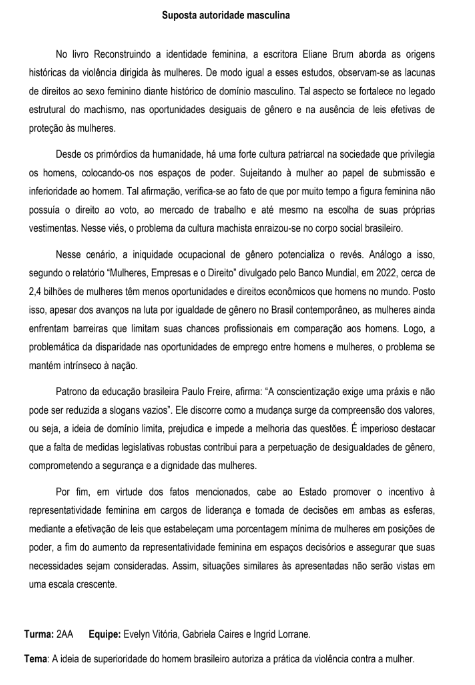 Suposta autoridade masculina
No livro Reconstruindo a identidade feminina, a escritora Eliane Brum aborda as origens
históricas da violência dirigida às mulheres. De modo igual a esses estudos, observam-se as lacunas
de direitos ao sexo feminino diante histórico de domínio masculino. Tal aspecto se fortalece no legado
estrutural do machismo, nas oportunidades desiguais de gênero e na ausência de leis efetivas de
proteção às mulheres.
Desde os primórdios da humanidade, há uma forte cultura patriarcal na sociedade que privilegia
os homens, colocando-os nos espaços de poder. Sujeitando à mulher ao papel de submissão e
inferioridade ao homem. Tal afirmação, verifica-se ao fato de que por muito tempo a figura feminina não
possuía o direito ao voto, ao mercado de trabalho e até mesmo na escolha de suas próprias
vestimentas. Nesse viés, o problema da cultura machista enraizou-se no corpo social brasileiro.
Nesse cenário, a iniquidade ocupacional de gênero potencializa o revés. Análogo a isso,
segundo o relatório “Mulheres, Empresas e o Direito” divulgado pelo Banco Mundial, em 2022, cerca de
2,4 bilhões de mulheres têm menos oportunidades e direitos econômicos que homens no mundo. Posto
isso, apesar dos avanços na luta por igualdade de gênero no Brasil contemporâneo, as mulheres ainda
enfrentam barreiras que limitam suas chances profissionais em comparação aos homens. Logo, a
problemática da disparidade nas oportunidades de emprego entre homens e mulheres, o problema se
mantém intrínseco à nação.
Patrono da educação brasileira Paulo Freire, afirma: “A conscientização exige uma práxis e não
pode ser reduzida a slogans vazios”. Ele discorre como a mudança surge da compreensão dos valores,
ou seja, a ideia de domínio limita, prejudica e impede a melhoria das questões. É imperioso destacar
que a falta de medidas legislativas robustas contribui para a perpetuação de desigualdades de gênero,
comprometendo a segurança e a dignidade das mulheres.
Por fim, em virtude dos fatos mencionados, cabe ao Estado promover o incentivo à
representatividade feminina em cargos de liderança e tomada de decisões em ambas as esferas,
mediante a efetivação de leis que estabeleçam uma porcentagem mínima de mulheres em posições de
poder, a fim do aumento da representatividade feminina em espaços decisórios e assegurar que suas
necessidades sejam consideradas. Assim, situações similares às apresentadas não serão vistas em
uma escala crescente.
Turma: 2AA Equipe: Evelyn Vitória, Gabriela Caires e Ingrid Lorrane.
Tema: A ideia de superioridade do homem brasileiro autoriza a prática da violência contra a mulher.